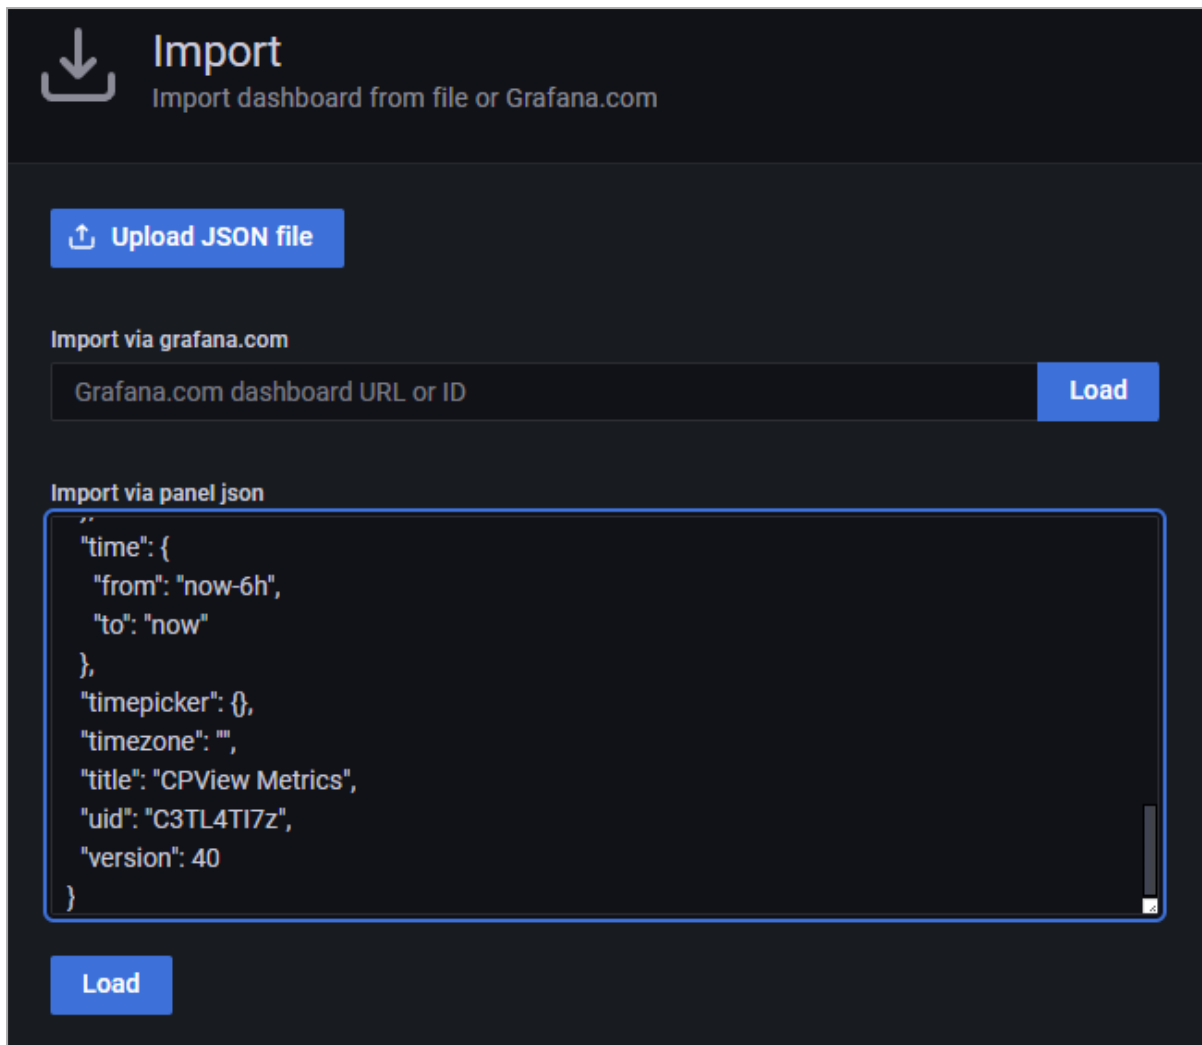 Import
Import dashboard from file or Grafana.com
Upload JSON file
Import via grafana.com
Grafana.com dashboard URL or ID
Load
Import via panel json
},
"time": {
"from": "now-6h",
"to": "now"
},
"timepicker": {},
"timezone": "",
"title": "CPView Metrics",
"uid": "C3TL4TI7z",
"version": 40
}
Load